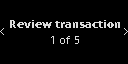 Review transaction
1 of 5